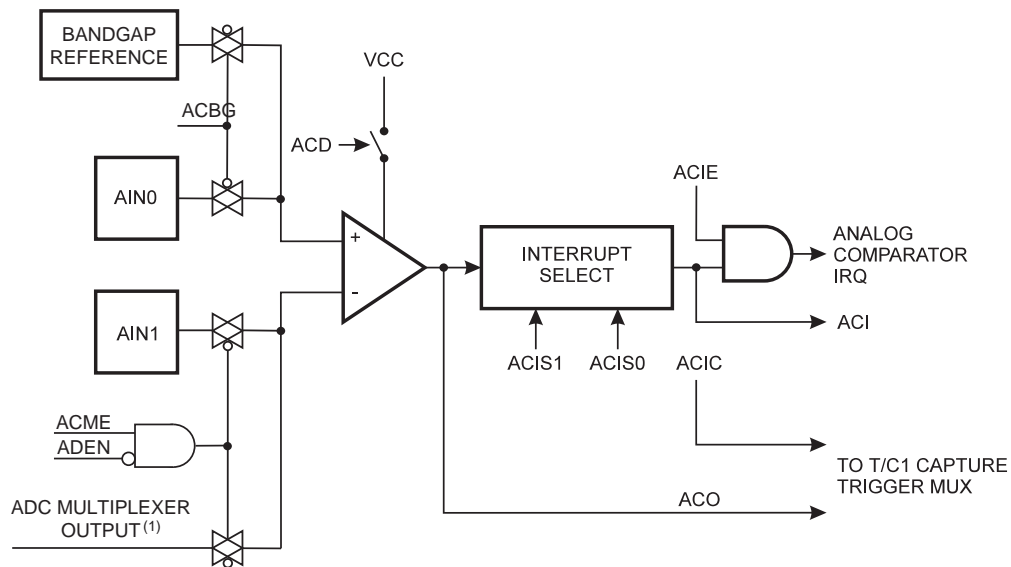 BANDGAP
REFERENCE
VCC
ACBG
ACD
AIN0
ACIE
+
-
INTERRUPT
SELECT
ANALOG
COMPARATOR
IRQ
AIN1
ACI
ACIS1 ACIS0 ACIC
ACME
ADEN
TO T/C1 CAPTURE
TRIGGER MUX
ADC MULTIPLEXER
OUTPUT(1)
ACO